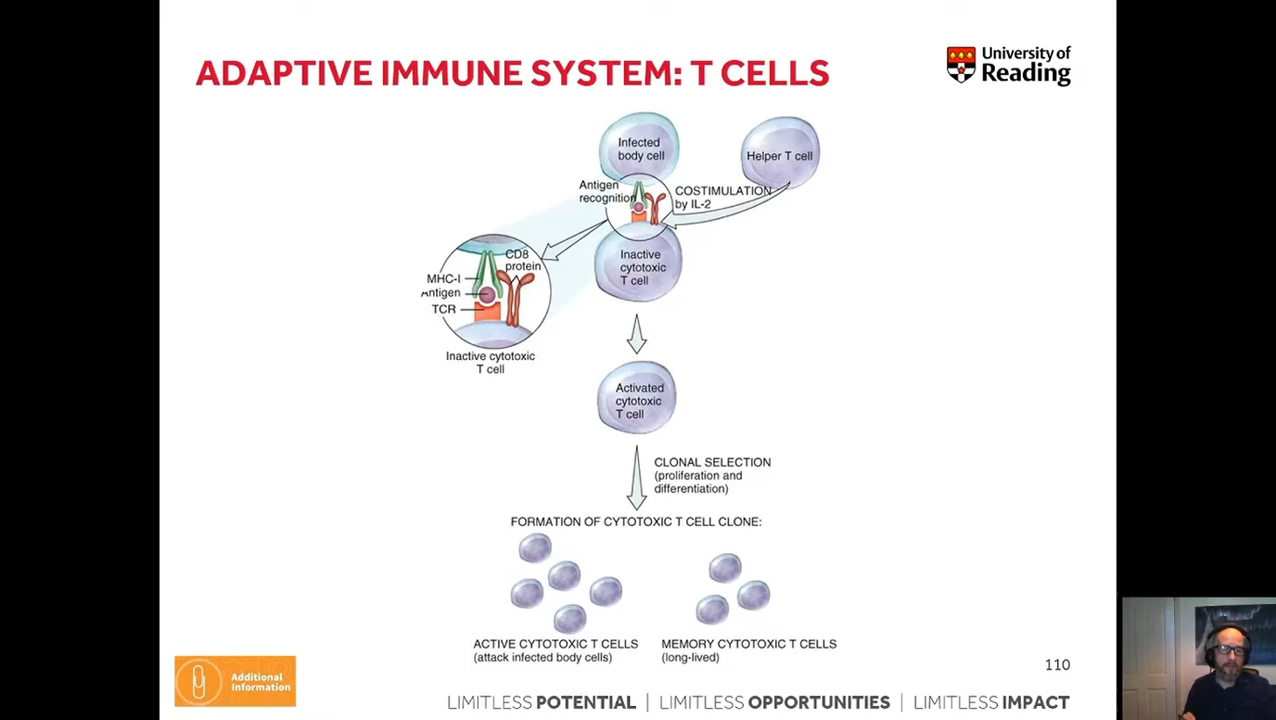 ADAPTIVE IMMUNE SYSTEM: T CELLS
University of
Reading
Infected
body cell
Helper T cell
Antigen
recognition
COSTIMULATION
by IL-2
Inactive
cytotoxic
T cell
CD8
protein
MHC-I
Antigen
TCR
Inactive cytotoxic
T cell
Activated
cytotoxic
T cell
CLONAL SELECTION
(proliferation and
differentiation)
FORMATION OF CYTOTOXIC T CELL CLONE:
ACTIVE CYTOTOXIC T CELLS
(attack infected body cells)
MEMORY CYTOTOXIC T CELLS
(long-lived)
Additional
Information
110
LIMITLESS POTENTIAL | LIMITLESS OPPORTUNITIES | LIMITLESS IMPACT